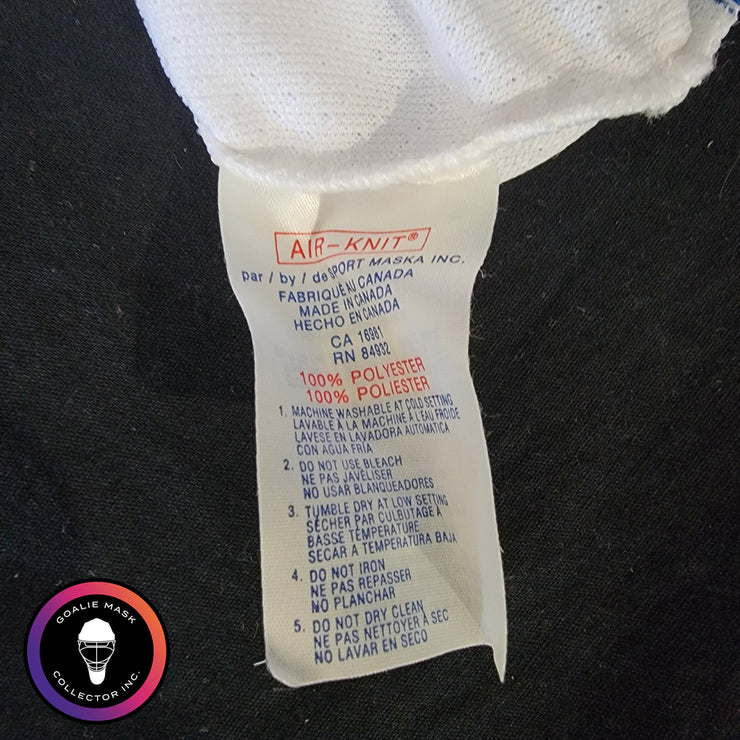 AIR-KNIT®
par / by / de SPORT MASKA INC.
FABRIQUÉ AU CANADA
MADE IN CANADA
HECHO EN CANADA
CA 16981
RN 84932
100% POLYESTER
100% POLIESTER
1. MACHINE WASHABLE AT COLD SETTING
LAVABLE À LA MACHINE À L'EAU FROIDE
LAVESE EN LAVADORA AUTOMATICA
CON AGUA FRÍA
2. DO NOT USE BLEACH
NE PAS JAVELISER
NO USAR BLANQUEADORES
3. TUMBLE DRY AT LOW SETTING
SÉCHER PAR CULBUTAGE À
BASSE TEMPÉRATURE
SECAR A TEMPERATURA BAJA
4. DO NOT IRON
NE PAS REPASSER
NO PLANCHAR
5. DO NOT DRY CLEAN
NE PAS NETTOYER À SEC
NO LAVAR EN SECO
GOALIE MASK
COLLECTOR INC.